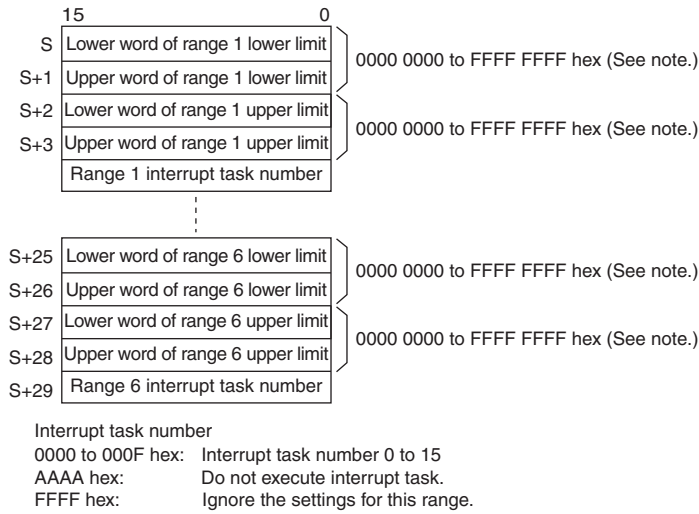 15 0
S Lower word of range 1 lower limit
S+1 Upper word of range 1 lower limit
0000 0000 to FFFF FFFF hex (See note.)
S+2 Lower word of range 1 upper limit
S+3 Upper word of range 1 upper limit
0000 0000 to FFFF FFFF hex (See note.)
Range 1 interrupt task number
S+25 Lower word of range 6 lower limit
S+26 Upper word of range 6 lower limit
0000 0000 to FFFF FFFF hex (See note.)
S+27 Lower word of range 6 upper limit
S+28 Upper word of range 6 upper limit
0000 0000 to FFFF FFFF hex (See note.)
S+29 Range 6 interrupt task number
Interrupt task number
0000 to 000F hex: Interrupt task number 0 to 15
AAAA hex: Do not execute interrupt task.
FFFF hex: Ignore the settings for this range.